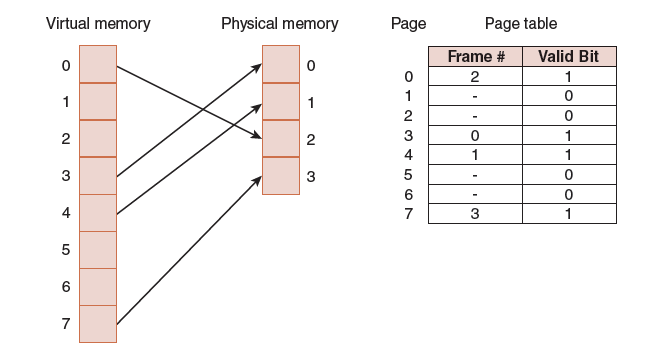 Virtual memory Physical memory Page Page table
Frame # Valid Bit
0 0 0 2 1
1 1 1 - 0
2 2 2 - 0
3 3 3 0 1
4 4 1 1
5 5 - 0
6 6 - 0
7 7 3 1